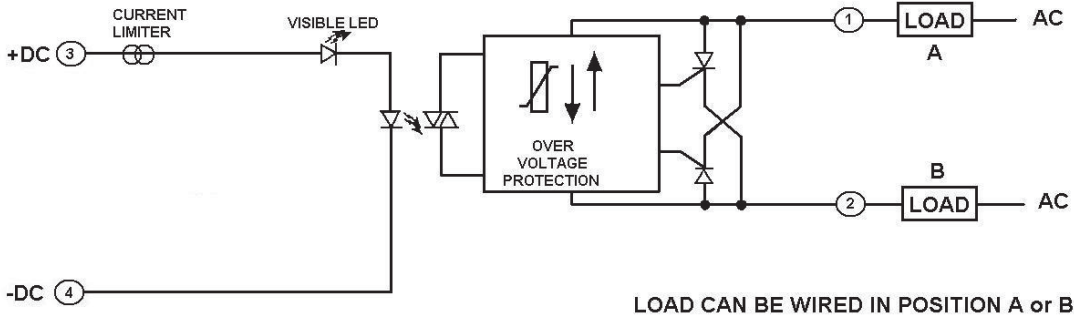 CURRENT
LIMITER
VISIBLE LED
+DC 3
1
LOAD
AC
A
OVER
VOLTAGE
PROTECTION
B
2
LOAD
AC
-DC 4
LOAD CAN BE WIRED IN POSITION A or B